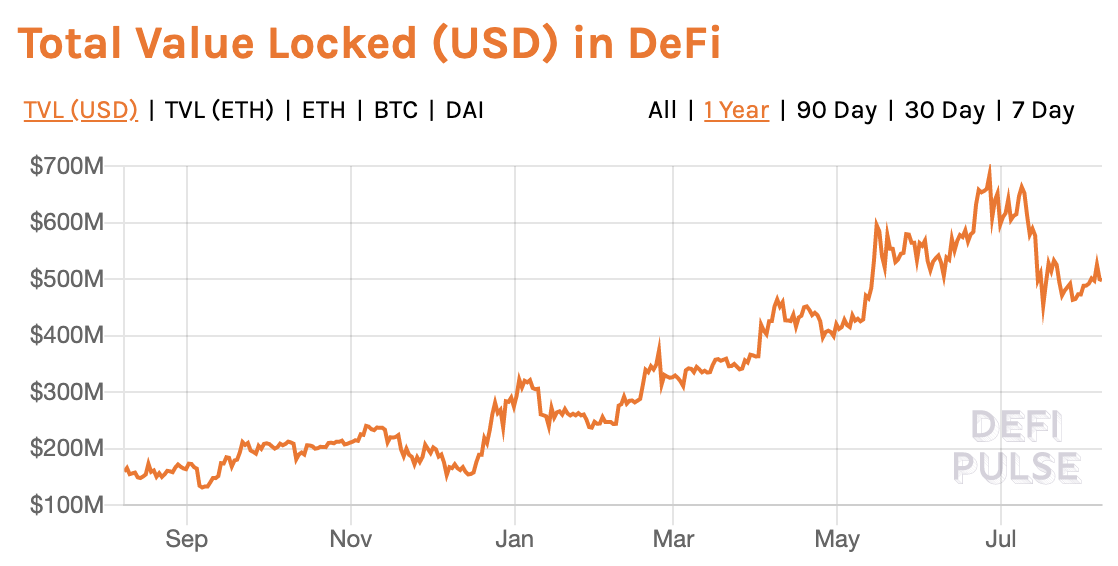 Total Value Locked (USD) in DeFi
TVL (USD) | TVL (ETH) | ETH | BTC | DAI All | 1 Year | 90 Day | 30 Day | 7 Day
$700M
$600M
$500M
$400M
$300M
$200M
$100M
DEFI
PULSE
Sep Nov Jan Mar May Jul